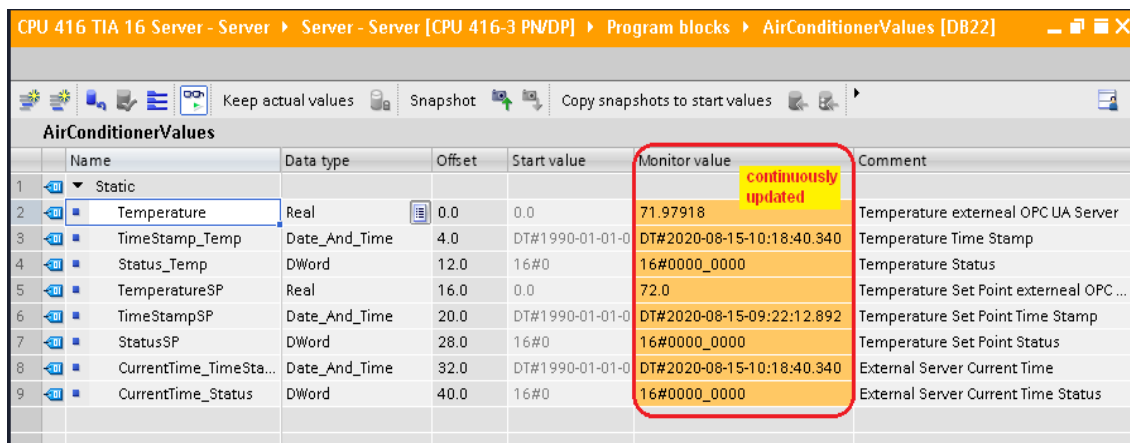 CPU 416 TIA 16 Server - Server ▸ Server - Server [CPU 416-3 PN/DP] ▸ Program blocks ▸ AirConditionerValues [DB22]
Keep actual values Snapshot Copy snapshots to start values
AirConditionerValues
Name Data type Offset Start value Monitor value Comment
continuously
updated
1 Static
2 Temperature Real 0.0 0.0 71.97918 Temperature externeal OPC UA Server
3 TimeStamp_Temp Date_And_Time 4.0 DT#1990-01-01-0 DT#2020-08-15-10:18:40.340 Temperature Time Stamp
4 Status_Temp DWord 12.0 16#0 16#0000_0000 Temperature Status
5 TemperatureSP Real 16.0 0.0 72.0 Temperature Set Point externeal OPC ...
6 TimeStampSP Date_And_Time 20.0 DT#1990-01-01-0 DT#2020-08-15-09:22:12.892 Temperature Set Point Time Stamp
7 StatusSP DWord 28.0 16#0 16#0000_0000 Temperature Set Point Status
8 CurrentTime_TimeSta... Date_And_Time 32.0 DT#1990-01-01-0 DT#2020-08-15-10:18:40.340 External Server Current Time
9 CurrentTime_Status DWord 40.0 16#0 16#0000_0000 External Server Current Time Status